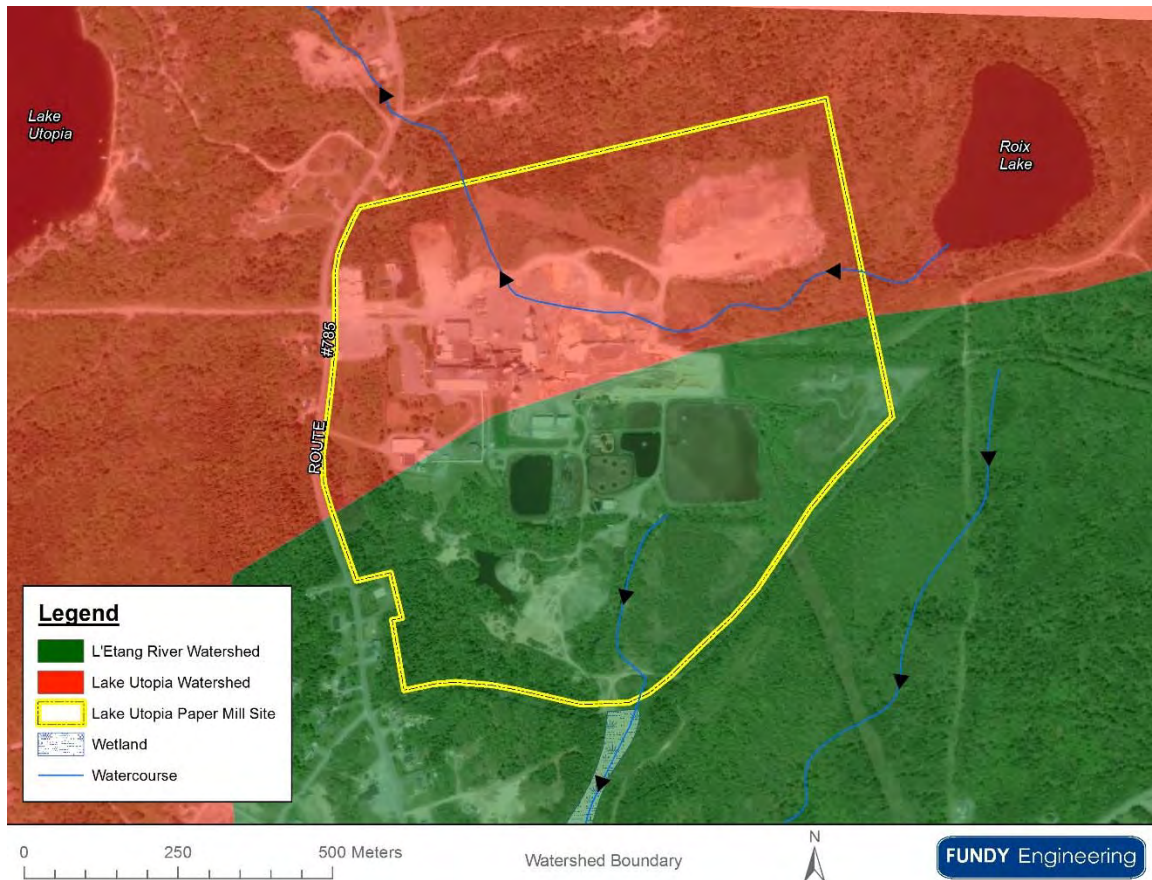 Lake
Utopia
Roix
Lake
ROUTE #785
Legend
L'Etang River Watershed
Lake Utopia Watershed
Lake Utopia Paper Mill Site
Wetland
Watercourse
0 250 500 Meters
Watershed Boundary
N
FUNDY Engineering